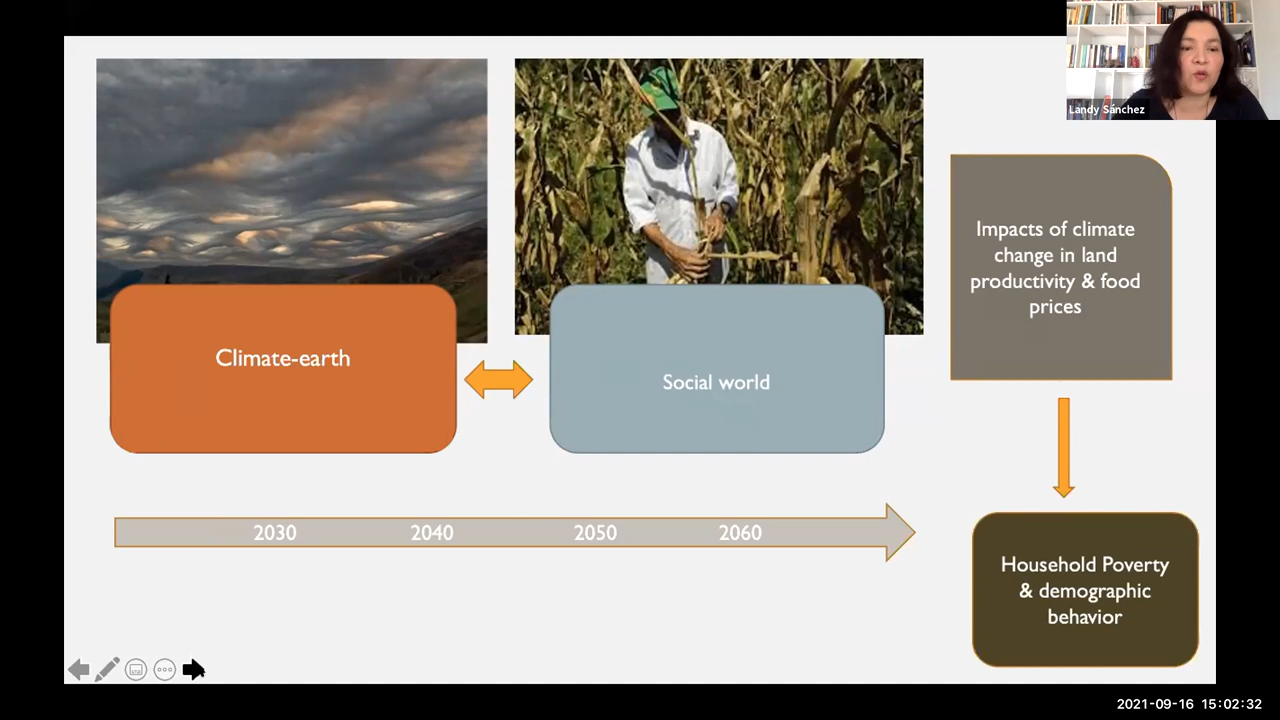 Landy Sánchez
Impacts of climate
change in land
productivity & food
prices
Climate-earth
Social world
2030 2040 2050 2060
Household Poverty
& demographic
behavior
2021-09-16 15:02:32